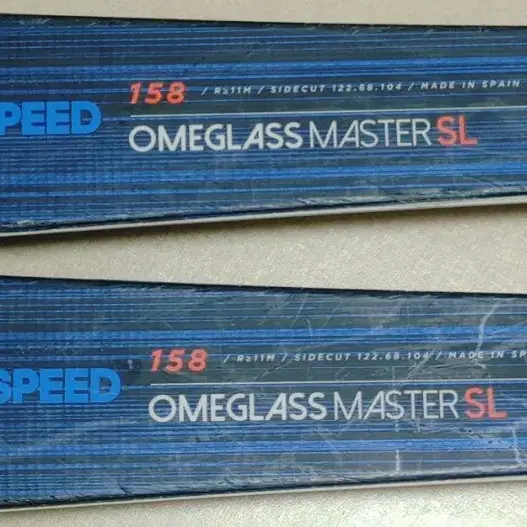 158 / R≥11M / SIDECUT 122.68.104 / MADE IN SPAIN
PEED
OMEGLASS MASTER SL
158 / R≥11M / SIDECUT 122.68.104 / MADE IN SP
SPEED
OMEGLASS MASTER SL